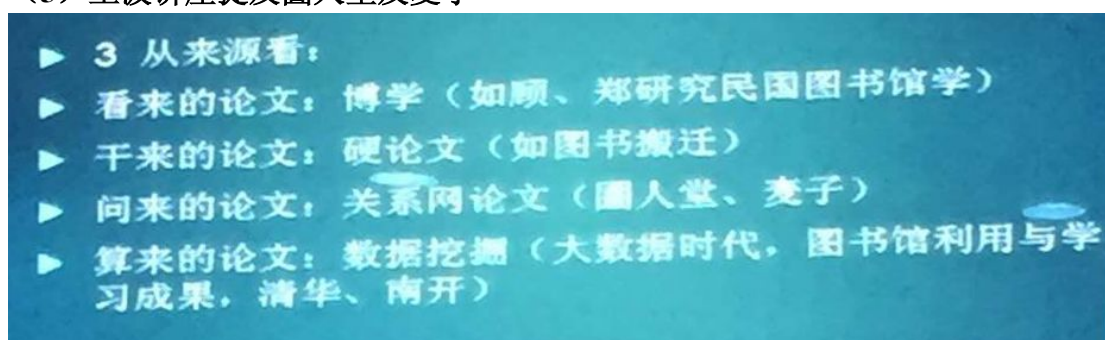 ▶ 3 从来源看：
▶ 看来的论文：博学（如顾、郑研究民国图书馆学）
▶ 干来的论文：硬论文（如图书搬迁）
▶ 问来的论文：关系网论文（圕人堂、麦子）
▶ 算来的论文：数据挖掘（大数据时代，图书馆利用与学
习成果，清华、南开）